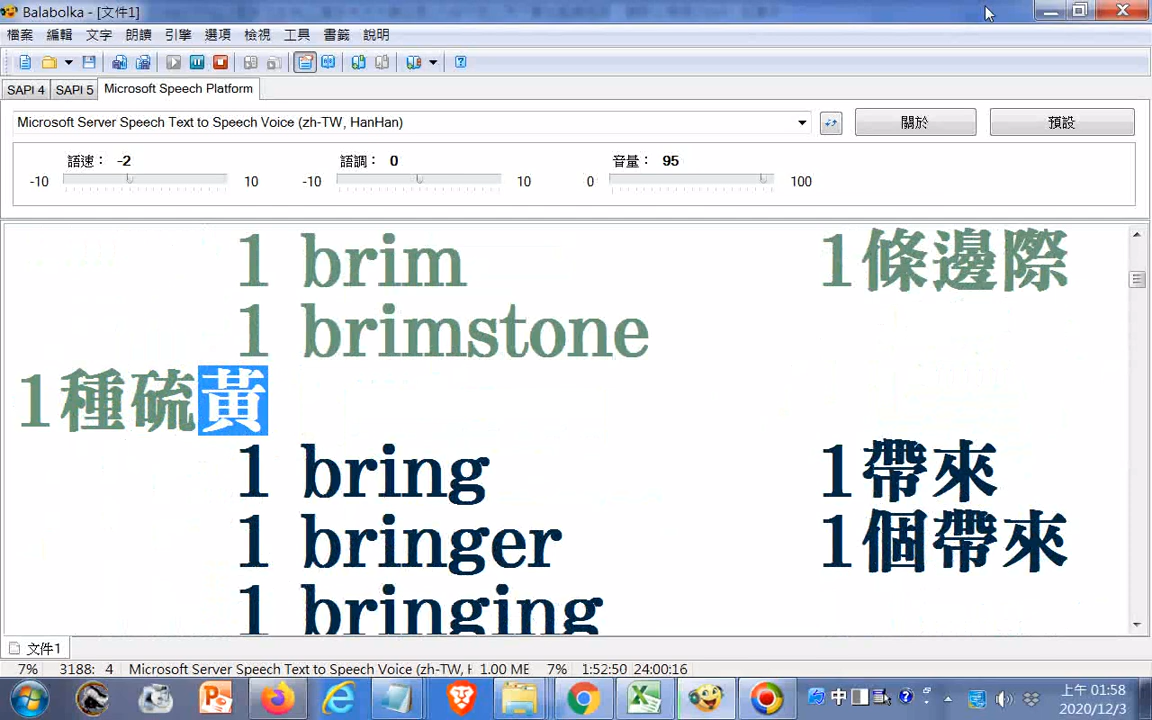 Balabolka - [文件1]
檔案 編輯 文字 朗讀 引擎 選項 檢視 工具 書籤 說明
SAPI 4 SAPI 5 Microsoft Speech Platform
Microsoft Server Speech Text to Speech Voice (zh-TW, HanHan) 關於 預設
語速： -2 語調： 0 音量： 95
-10 10 -10 10 0 100
1 brim 1條邊際
1 brimstone
1種硫黃
1 bring 1帶來
1 bringer 1個帶來
1 bringing
文件1
7% 3188: 4 Microsoft Server Speech Text to Speech Voice (zh-TW, H 1.00 ME 7% 1:52:50 24:00:16
中 上午 01:58
2020/12/3